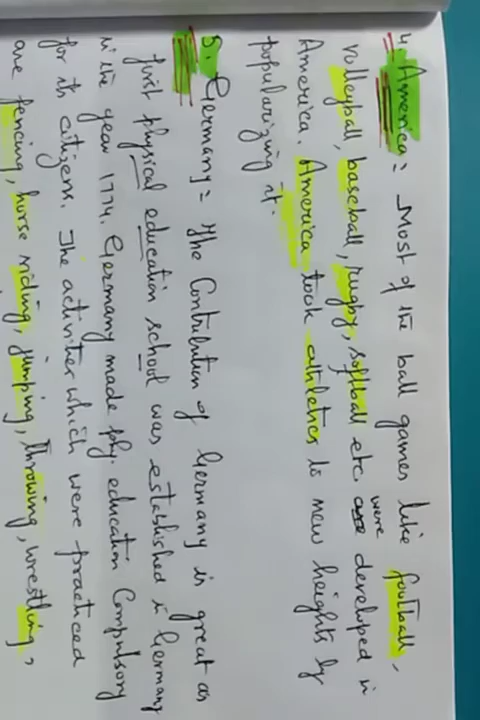 4. America = Most of the ball games like football,
volleyball, baseball, rugby, softball etc. were developed in
America. America took athletics to new heights by
popularizing it.
5. Germany = The Contribution of Germany is great as
first physical education school was established in Germany
in the year 1774. Germany made phy. education Compulsory
for its citizens. The activities which were practiced
are fencing, horse riding, jumping, throwing, wrestling,